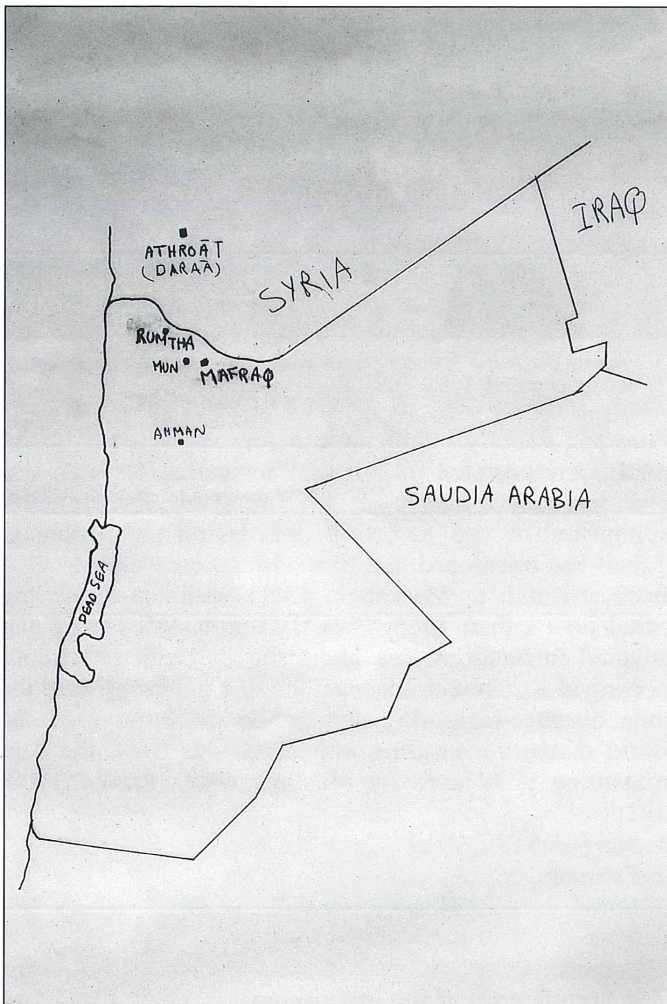 IRAQ
ATHROĀT
(DARAĀ)
SYRIA
RUMTHA
MUN
MAFRAQ
AHMAN
SAUDIA ARABIA
DEAD SEA